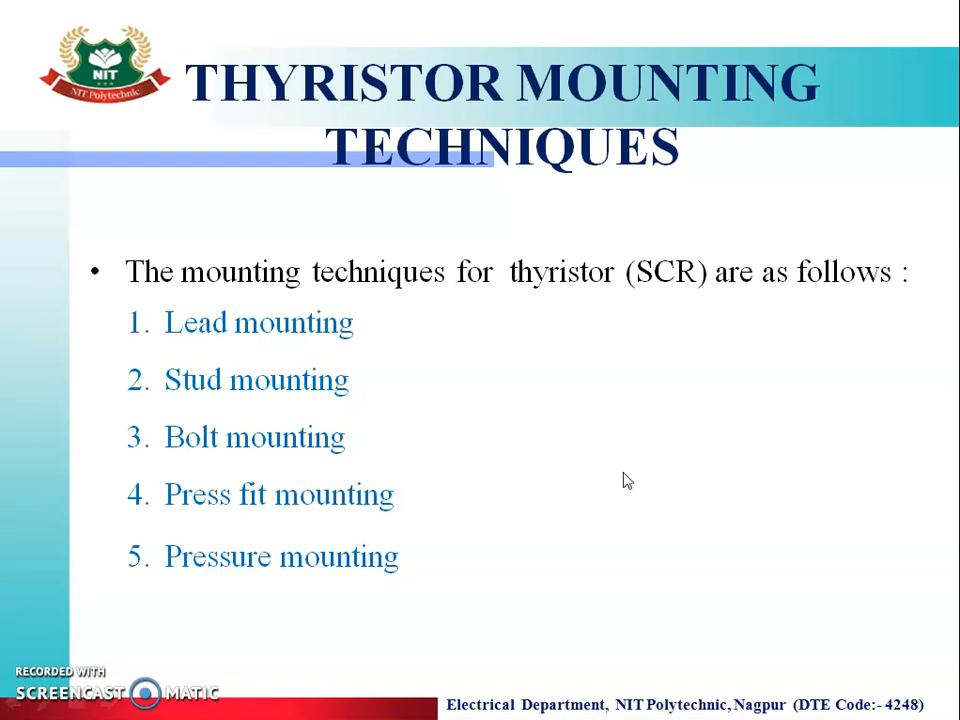 NIT
NIT Polytechnic
THYRISTOR MOUNTING
TECHNIQUES
• The mounting techniques for thyristor (SCR) are as follows :
1. Lead mounting
2. Stud mounting
3. Bolt mounting
4. Press fit mounting
5. Pressure mounting
RECORDED WITH
SCREENCAST MATIC
Electrical Department, NIT Polytechnic, Nagpur (DTE Code:- 4248)